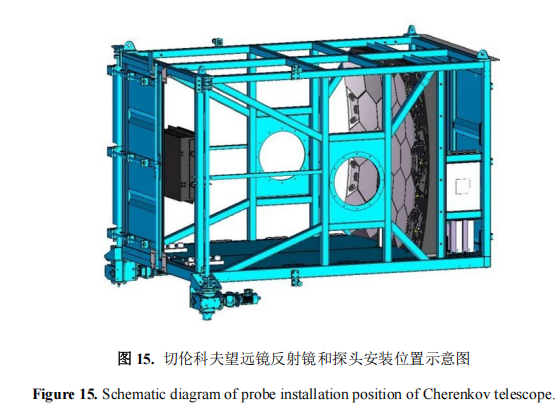 图 15. 切伦科夫望远镜反射镜和探头安装位置示意图
Figure 15. Schematic diagram of probe installation position of Cherenkov telescope.